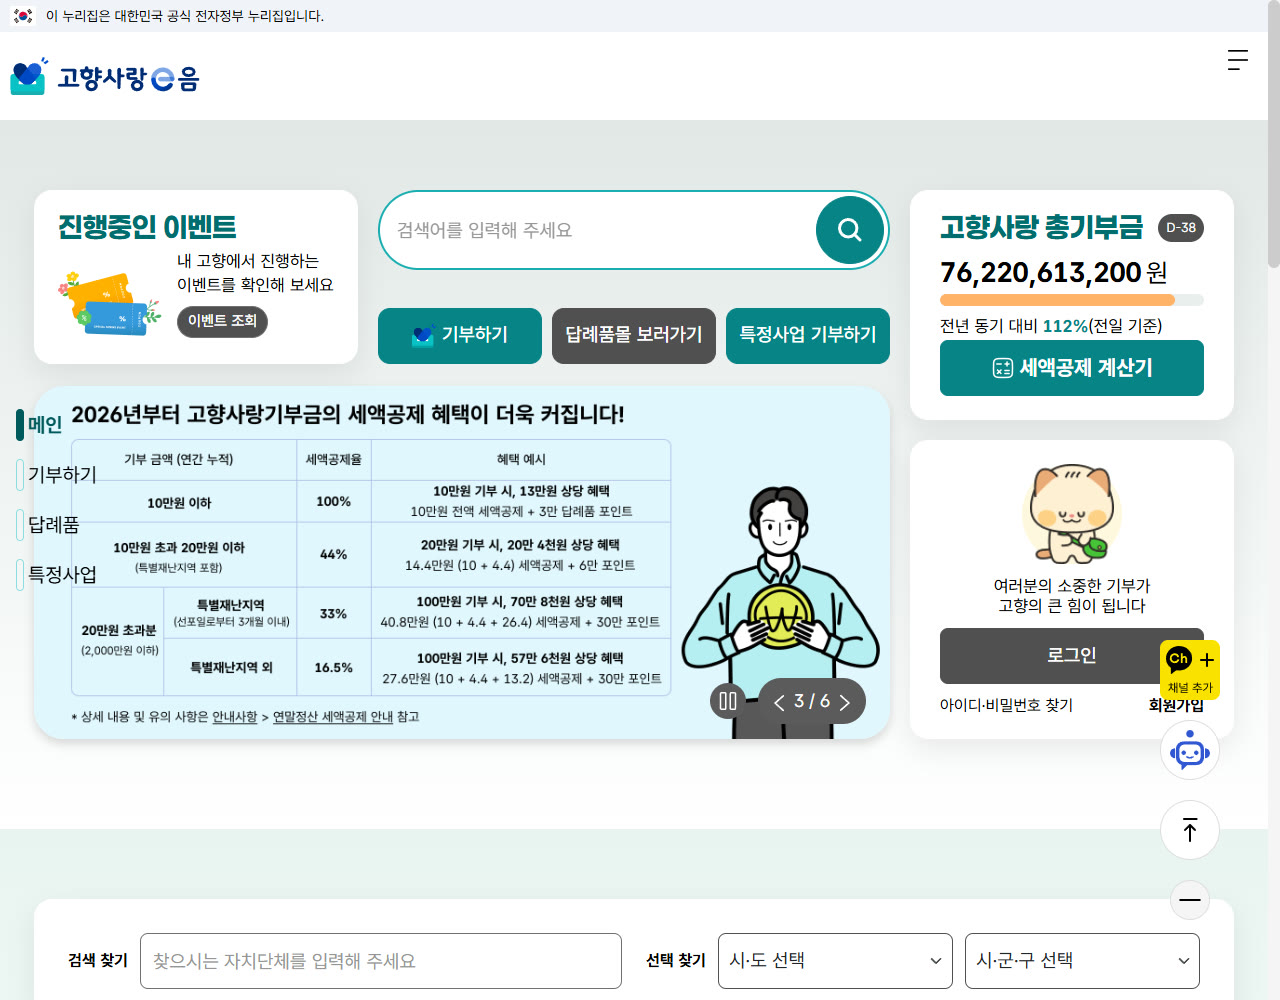 이 누리집은 대한민국 공식 전자정부 누리집입니다.
고향사랑e음
진행중인 이벤트
내 고향에서 진행하는
이벤트를 확인해 보세요
이벤트 조회
검색어를 입력해 주세요
기부하기
답례품몰 보러가기
특정사업 기부하기
고향사랑 총기부금
D-38
76,220,613,200 원
전년 동기 대비 112%(전일 기준)
세액공제 계산기
메인
기부하기
답례품
특정사업
2026년부터 고향사랑기부금의 세액공제 혜택이 더욱 커집니다!
기부 금액 (연간 누적) 세액공제율 혜택 예시
10만원 이하 100% 10만원 기부 시, 13만원 상당 혜택
10만원 전액 세액공제 + 3만 답례품 포인트
10만원 초과 20만원 이하 44% 20만원 기부 시, 20만 4천원 상당 혜택
(특별재난지역 포함) 14.4만원 (10 + 4.4) 세액공제 + 6만 포인트
20만원 초과분
(2,000만원 이하)
특별재난지역 33% 100만원 기부 시, 70만 8천원 상당 혜택
(선포일로부터 3개월 이내) 40.8만원 (10 + 4.4 + 26.4) 세액공제 + 30만 포인트
특별재난지역 외 16.5% 100만원 기부 시, 57만 6천원 상당 혜택
27.6만원 (10 + 4.4 + 13.2) 세액공제 + 30만 포인트
* 상세 내용 및 유의 사항은 안내사항 > 연말정산 세액공제 안내 참고
3 / 6
여러분의 소중한 기부가
고향의 큰 힘이 됩니다
로그인
아이디·비밀번호 찾기
회원가입
Ch +
채널 추가
검색 찾기
찾으시는 자치단체를 입력해 주세요
선택 찾기
시·도 선택
시·군·구 선택